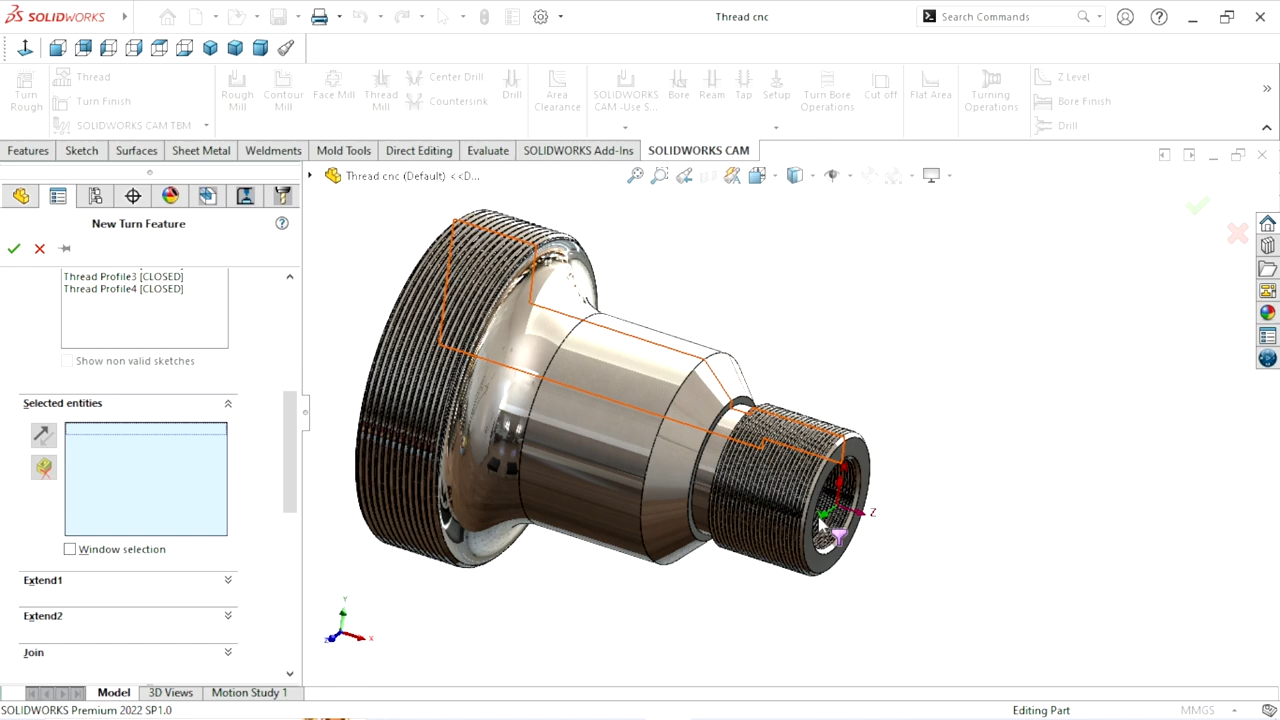 SOLIDWORKS
Thread cnc
Search Commands
Turn Rough
Thread
Turn Finish
SOLIDWORKS CAM TBM
Rough Mill
Contour Mill
Face Mill
Thread Mill
Center Drill
Countersink
Drill
Area Clearance
SOLIDWORKS CAM -Use S...
Bore
Ream
Tap
Setup
Turn Bore Operations
Cut off
Flat Area
Turning Operations
Z Level
Bore Finish
Drill
Features
Sketch
Surfaces
Sheet Metal
Weldments
Mold Tools
Direct Editing
Evaluate
SOLIDWORKS Add-Ins
SOLIDWORKS CAM
Thread cnc (Default) <<D...
New Turn Feature
Thread Profile3 [CLOSED]
Thread Profile4 [CLOSED]
Show non valid sketches
Selected entities
Window selection
Extend1
Extend2
Join
Z
Y
X
Z
Model
3D Views
Motion Study 1
SOLIDWORKS Premium 2022 SP1.0
Editing Part
MMGS